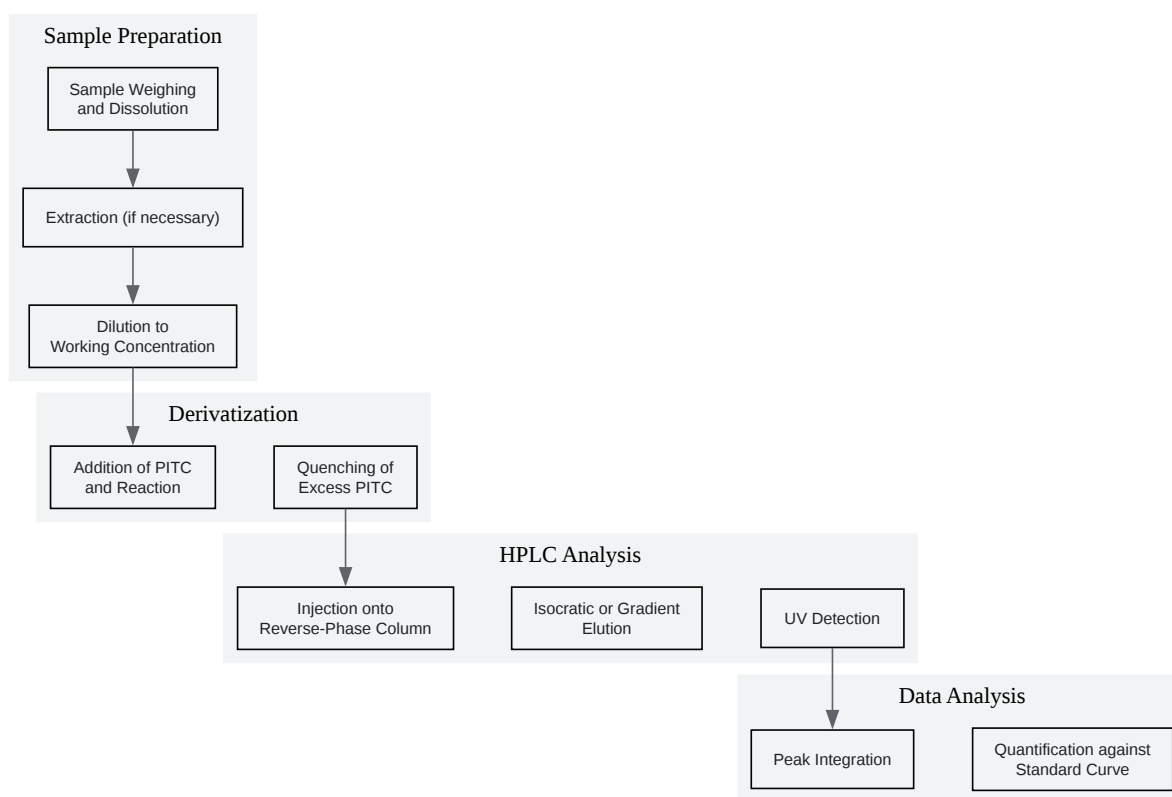 Sample Preparation
Sample Weighing
and Dissolution
Extraction (if necessary)
Dilution to
Working Concentration
Derivatization
Addition of PITC
and Reaction
Quenching of
Excess PITC
HPLC Analysis
Injection onto
Reverse-Phase Column
Isocratic or Gradient
Elution
UV Detection
Data Analysis
Peak Integration
Quantification against
Standard Curve